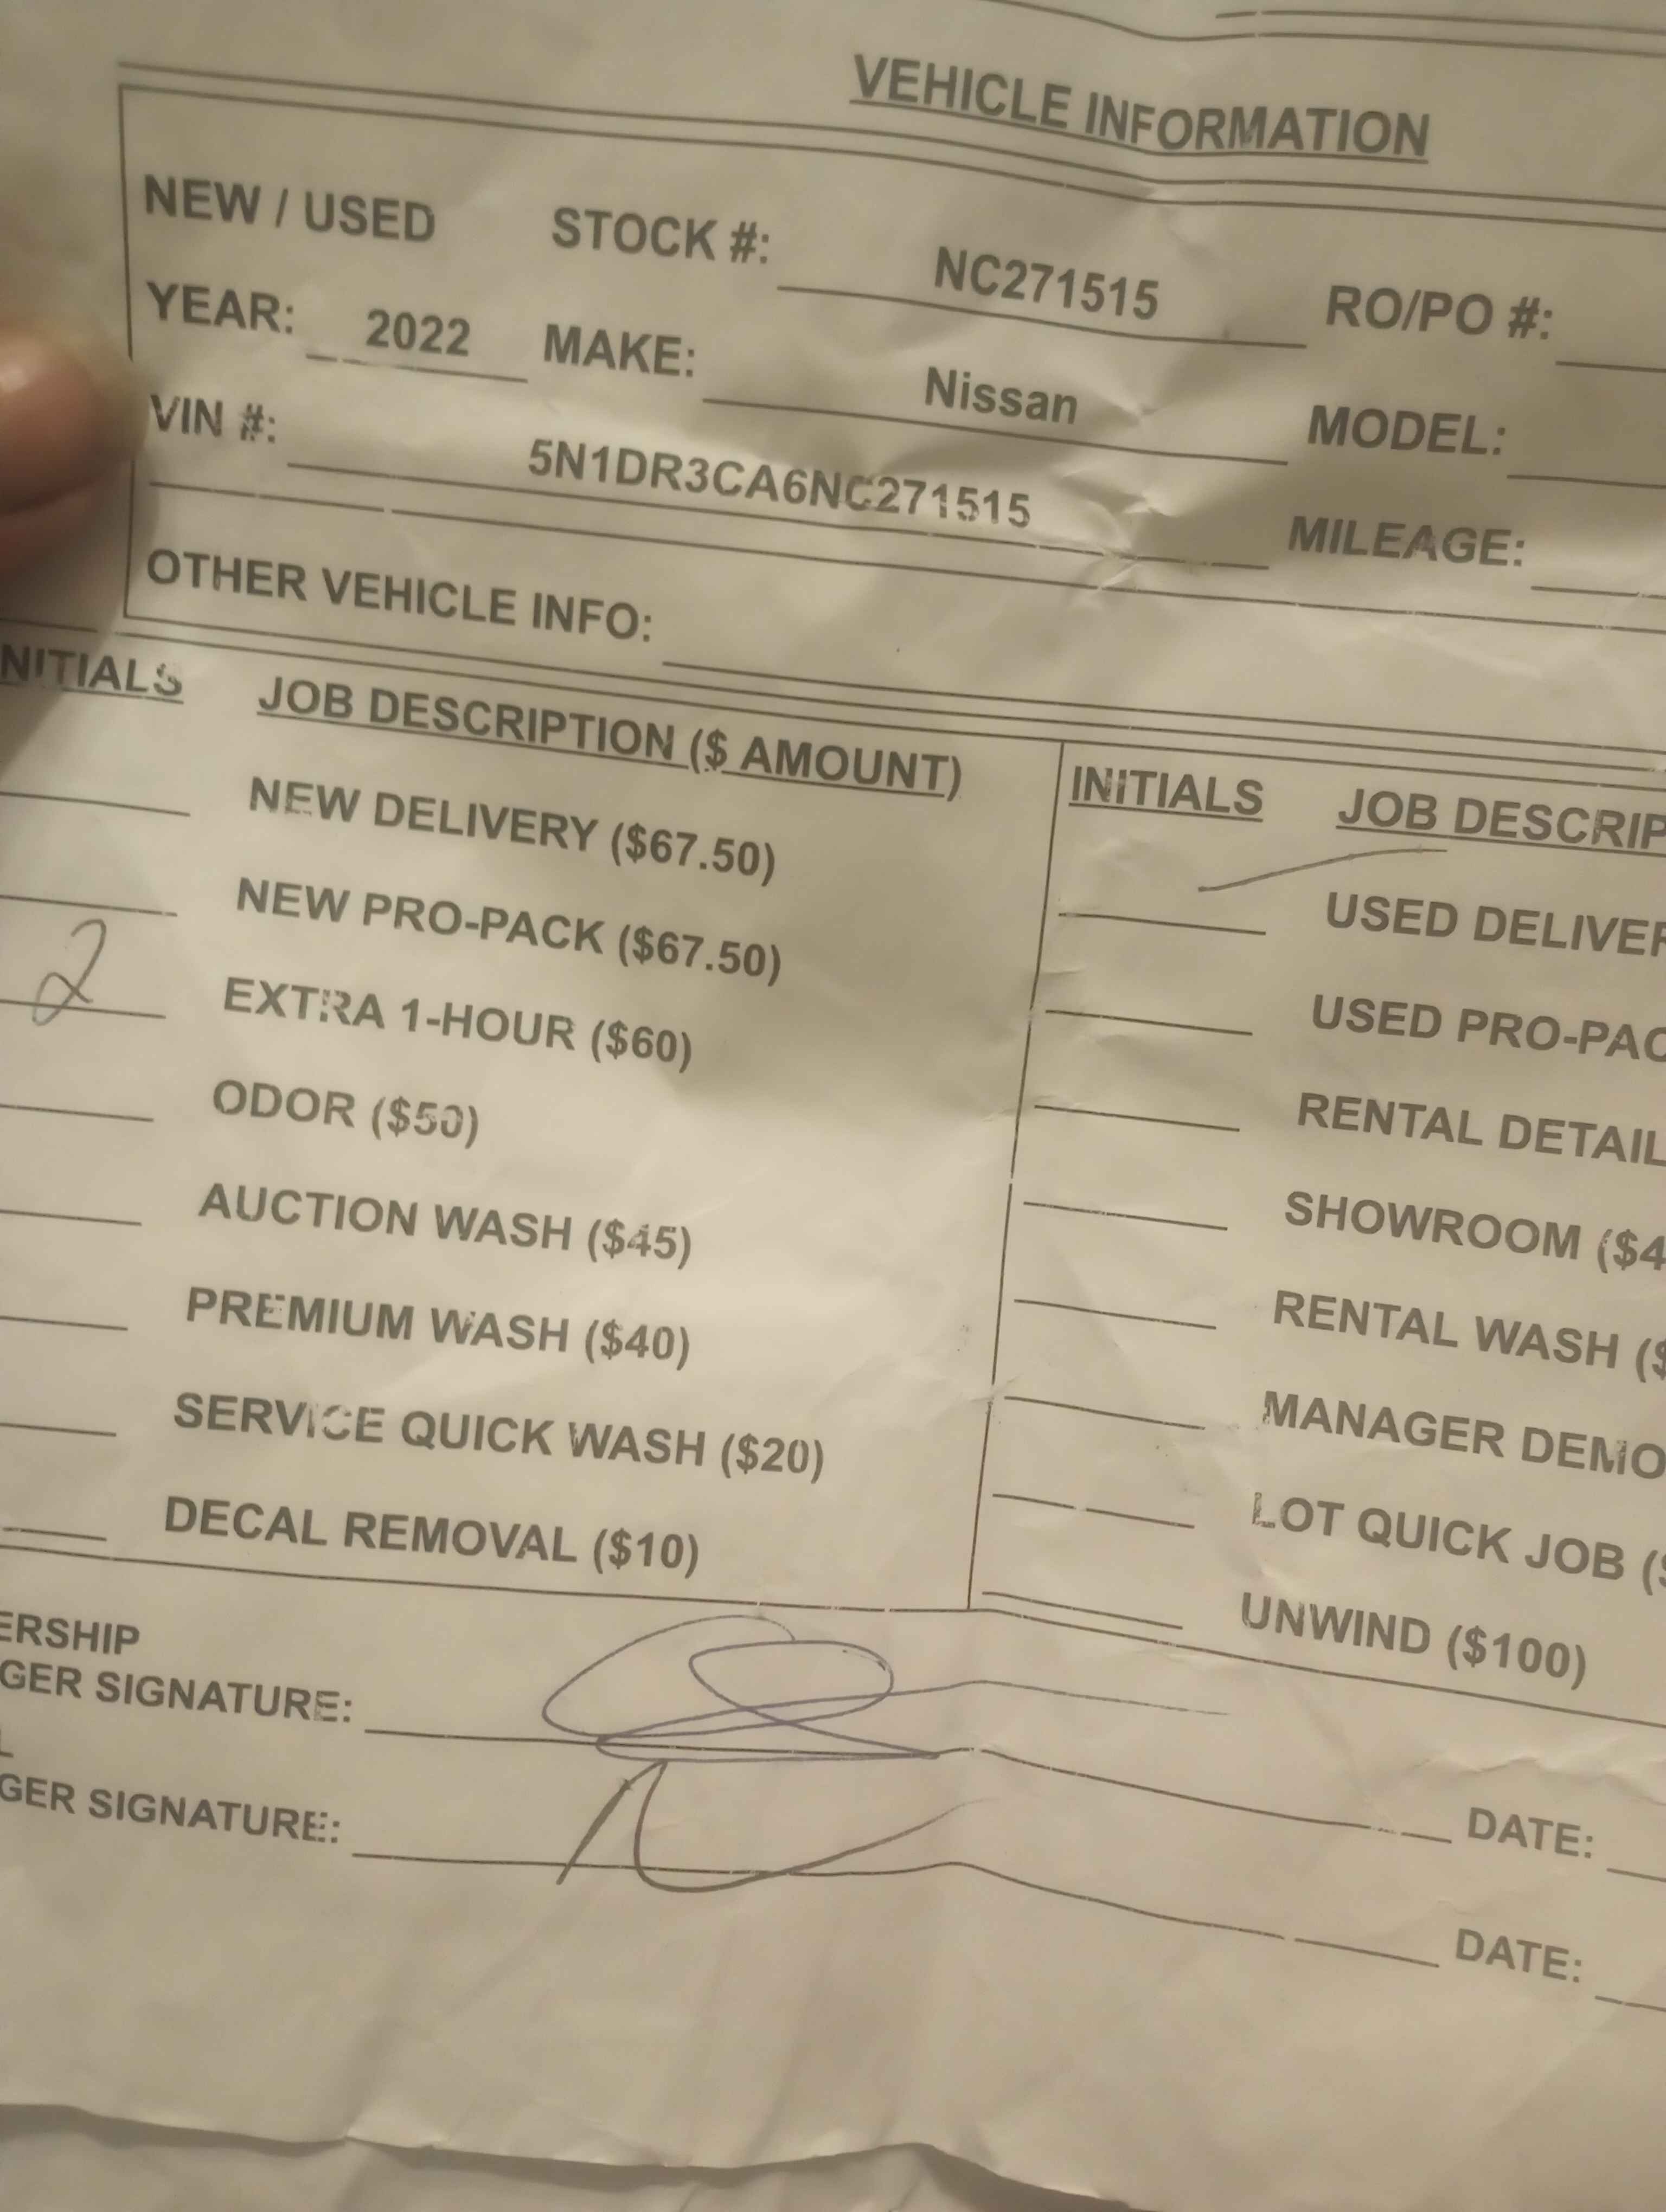 VEHICLE INFORMATION
NEW / USED STOCK #: NC271515 RO/PO #:
YEAR: 2022 MAKE: Nissan MODEL:
VIN #: 5N1DR3CA6NC271515 MILEAGE:
OTHER VEHICLE INFO:
NITIALS JOB DESCRIPTION ($ AMOUNT) INITIALS JOB DESCRIP
NEW DELIVERY ($67.50) USED DELIVER
NEW PRO-PACK ($67.50) USED PRO-PAC
2 EXTRA 1-HOUR ($60) RENTAL DETAIL
ODOR ($50) SHOWROOM ($4
AUCTION WASH ($45) RENTAL WASH ($
PREMIUM WASH ($40) MANAGER DEMO
SERVICE QUICK WASH ($20) LOT QUICK JOB ($
DECAL REMOVAL ($10) UNWIND ($100)
ERSHIP
GER SIGNATURE: DATE:
L
GER SIGNATURE: DATE: